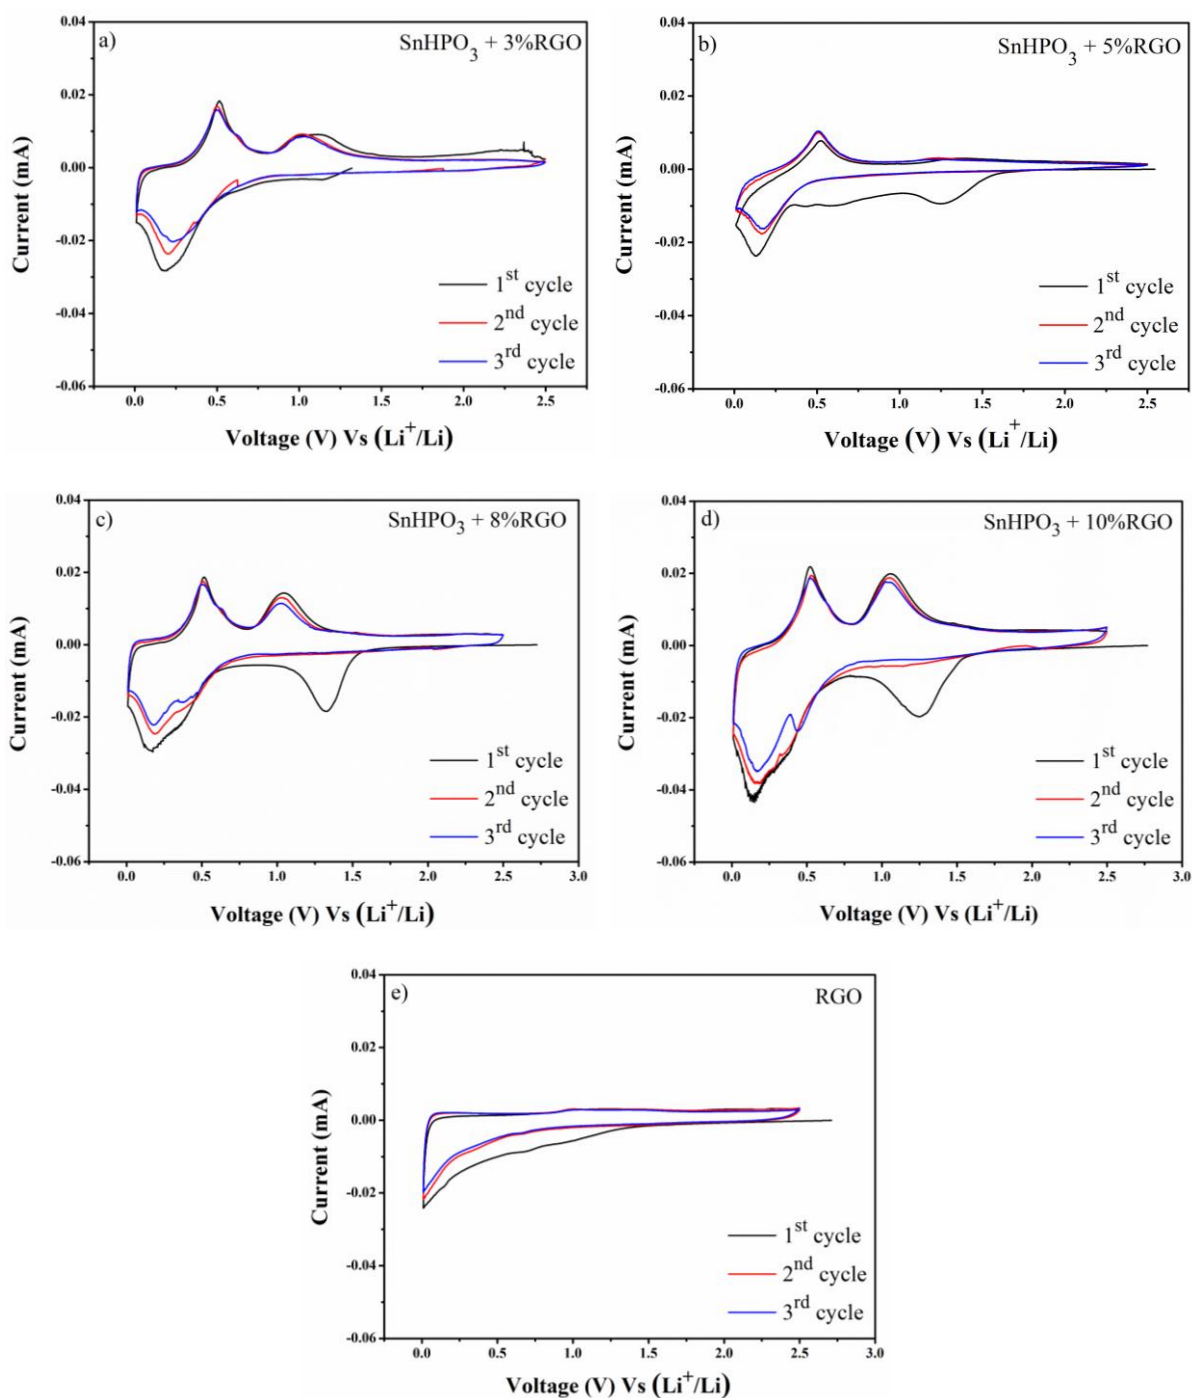 a)
SnHPO3 + 3%RGO
0.04
0.02
0.00
-0.02
-0.04
-0.06
Current (mA)
1st cycle
2nd cycle
3rd cycle
0.0 0.5 1.0 1.5 2.0 2.5
Voltage (V) Vs (Li+/Li)
b)
SnHPO3 + 5%RGO
0.04
0.02
0.00
-0.02
-0.04
-0.06
Current (mA)
1st cycle
2nd cycle
3rd cycle
0.0 0.5 1.0 1.5 2.0 2.5
Voltage (V) Vs (Li+/Li)
c)
SnHPO3 + 8%RGO
0.04
0.02
0.00
-0.02
-0.04
-0.06
Current (mA)
1st cycle
2nd cycle
3rd cycle
0.0 0.5 1.0 1.5 2.0 2.5 3.0
Voltage (V) Vs (Li+/Li)
d)
SnHPO3 + 10%RGO
0.04
0.02
0.00
-0.02
-0.04
-0.06
Current (mA)
1st cycle
2nd cycle
3rd cycle
0.0 0.5 1.0 1.5 2.0 2.5 3.0
Voltage (V) Vs (Li+/Li)
e)
RGO
0.04
0.02
0.00
-0.02
-0.04
-0.06
Current (mA)
1st cycle
2nd cycle
3rd cycle
0.0 0.5 1.0 1.5 2.0 2.5 3.0
Voltage (V) Vs (Li+/Li)